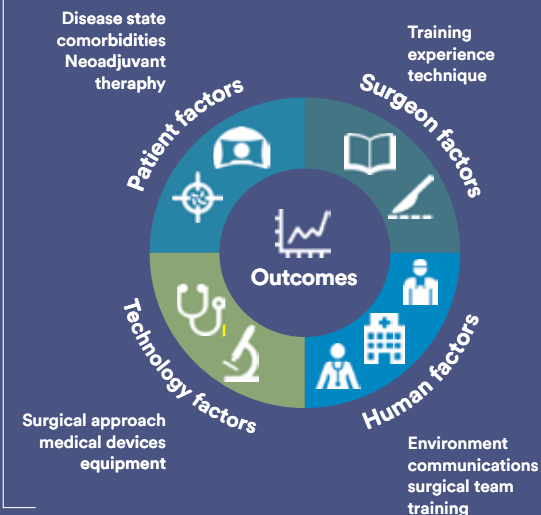 Disease state
comorbidities
Neoadjuvant
theraphy
Training
experience
technique
Patient factors
Surgeon factors
Outcomes
Technology factors
Human factors
Surgical approach
medical devices
equipment
Environment
communications
surgical team
training